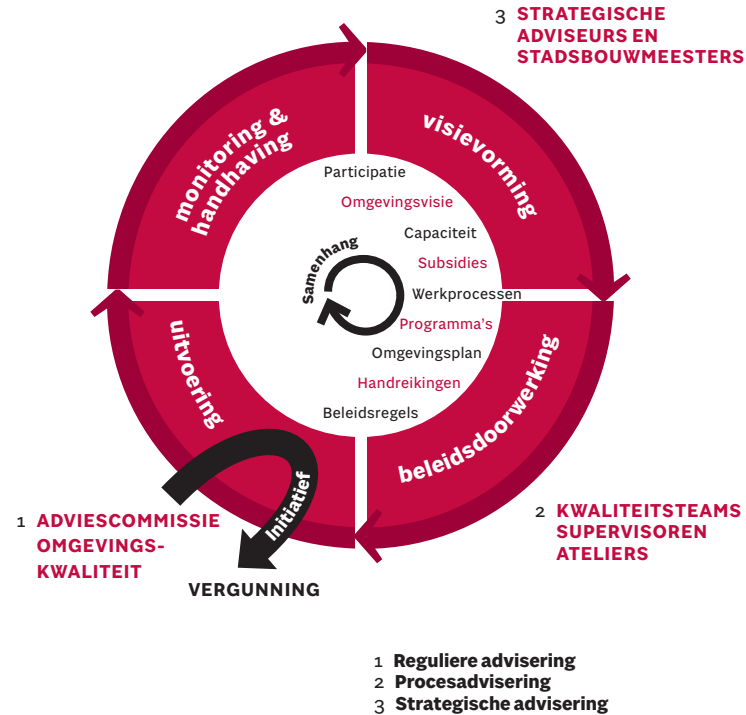 3 STRATEGISCHE
ADVISEURS EN
STADSBOUWMEESTERS
monitoring &
handhaving
visievorming
Participatie
Omgevingsvisie
Capaciteit
Subsidies
Werkprocessen
Programma's
Omgevingsplan
Handreikingen
Beleidsregels
Samenhang
uitvoering
beleidsdoorwerking
Initiatief
1 ADVIESCOMMISSIE
OMGEVINGS-
KWALITEIT
VERGUNNING
2 KWALITEITSTEAMS
SUPERVISOREN
ATELIERS
1 Reguliere advisering
2 Procesadvisering
3 Strategische advisering